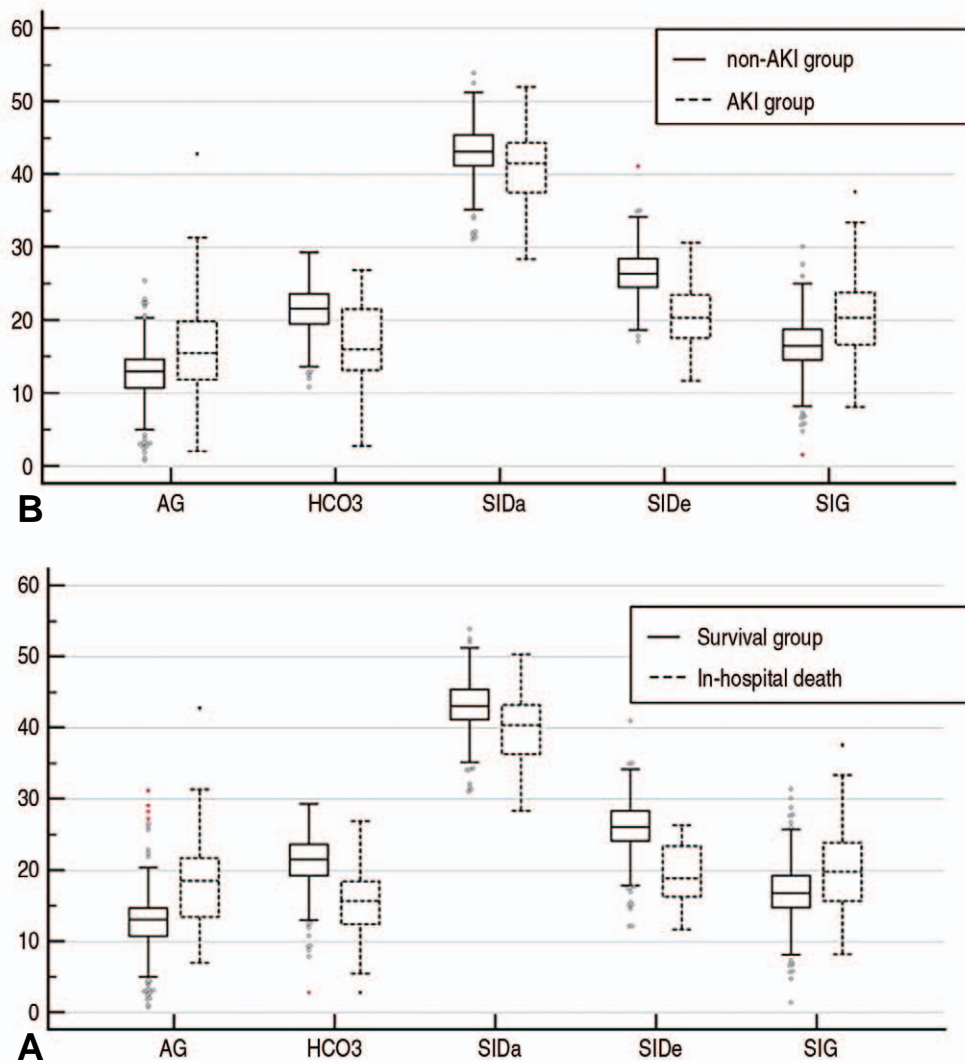 60
non-AKI group
50
AKI group
40
30
20
10
0
AG HCO3 SIDa SIDe SIG
B
60
Survival group
50
In-hospital death
40
30
20
10
0
AG HCO3 SIDa SIDe SIG
A